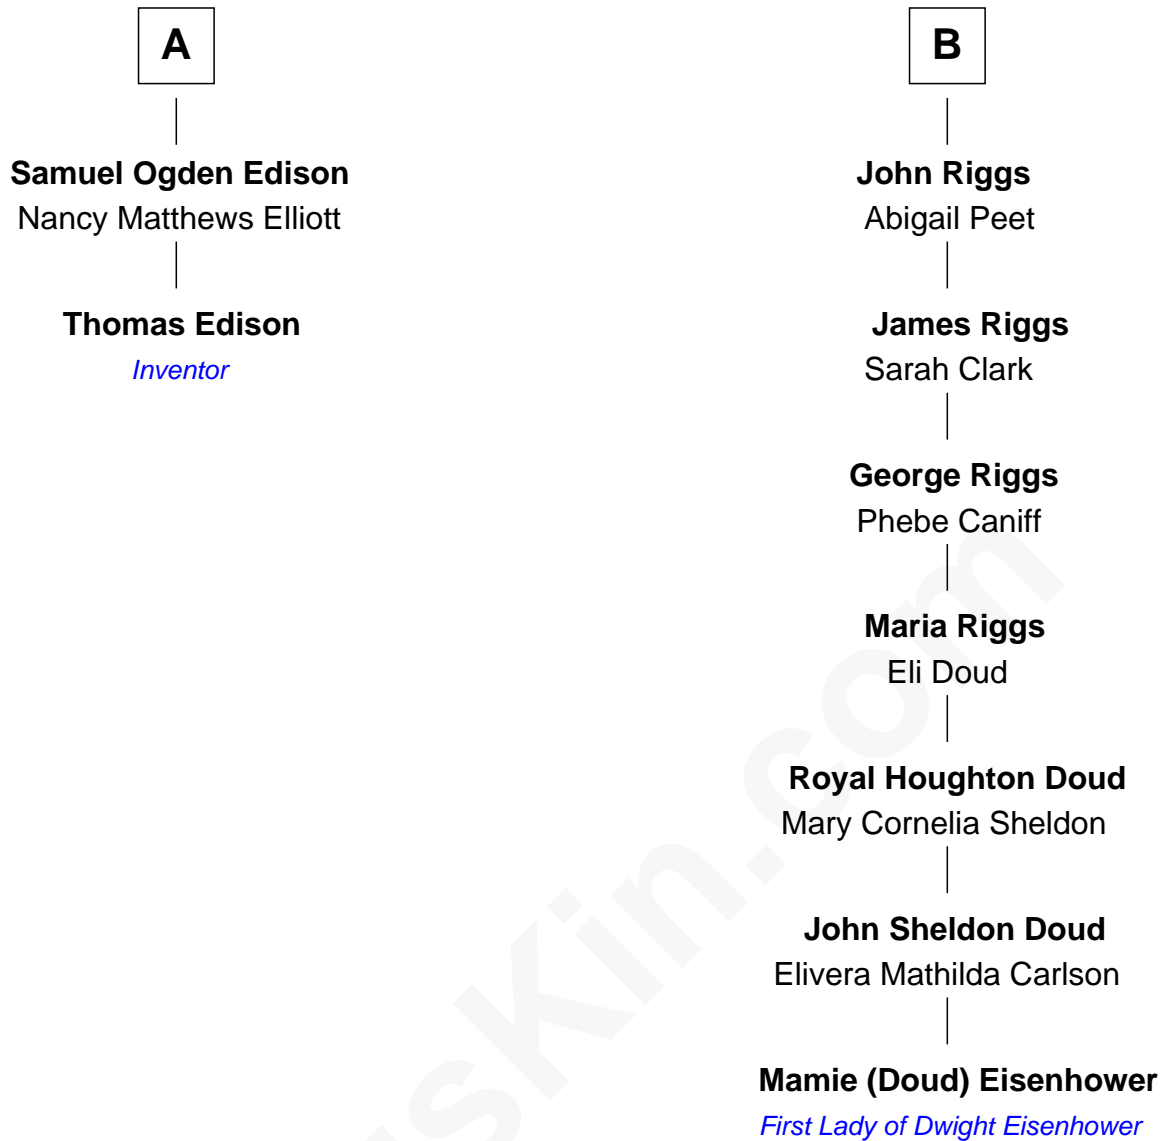 A
Samuel Ogden Edison
Nancy Matthews Elliott
Thomas Edison
Inventor
B
John Riggs
Abigail Peet
James Riggs
Sarah Clark
George Riggs
Phebe Caniff
Maria Riggs
Eli Doud
Royal Houghton Doud
Mary Cornelia Sheldon
John Sheldon Doud
Elivera Mathilda Carlson
Mamie (Doud) Eisenhower
First Lady of Dwight Eisenhower
sKin.com